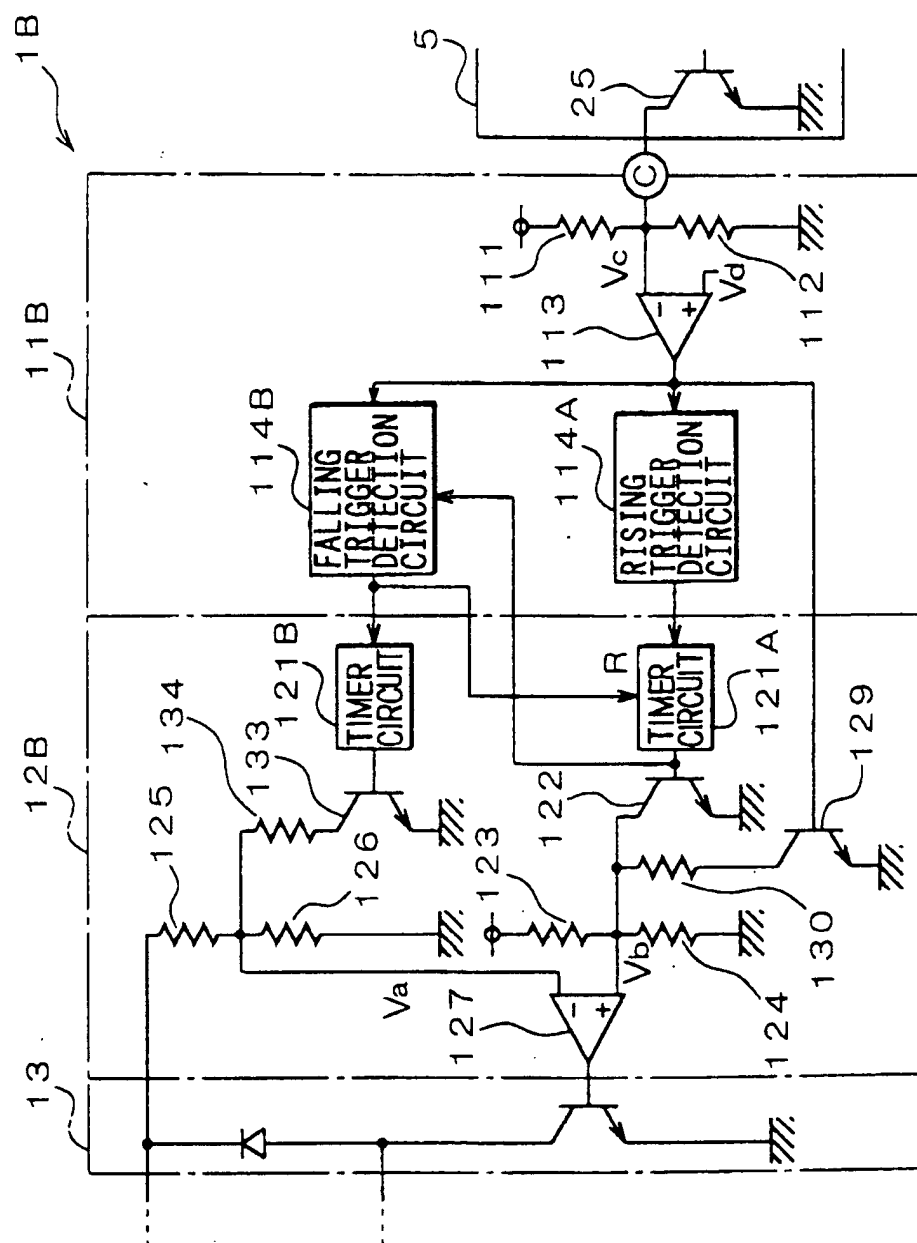 1B
5
25
C
11B
111
Vc
112
113
Vd
−
+
114B
FALLING
TRIGGER
DETECTION
CIRCUIT
114A
RISING
TRIGGER
DETECTION
CIRCUIT
12B
121B
TIMER
CIRCUIT
R
121A
TIMER
CIRCUIT
134
133
125
126
122
129
123
130
Va
Vb
124
127
−
+
13